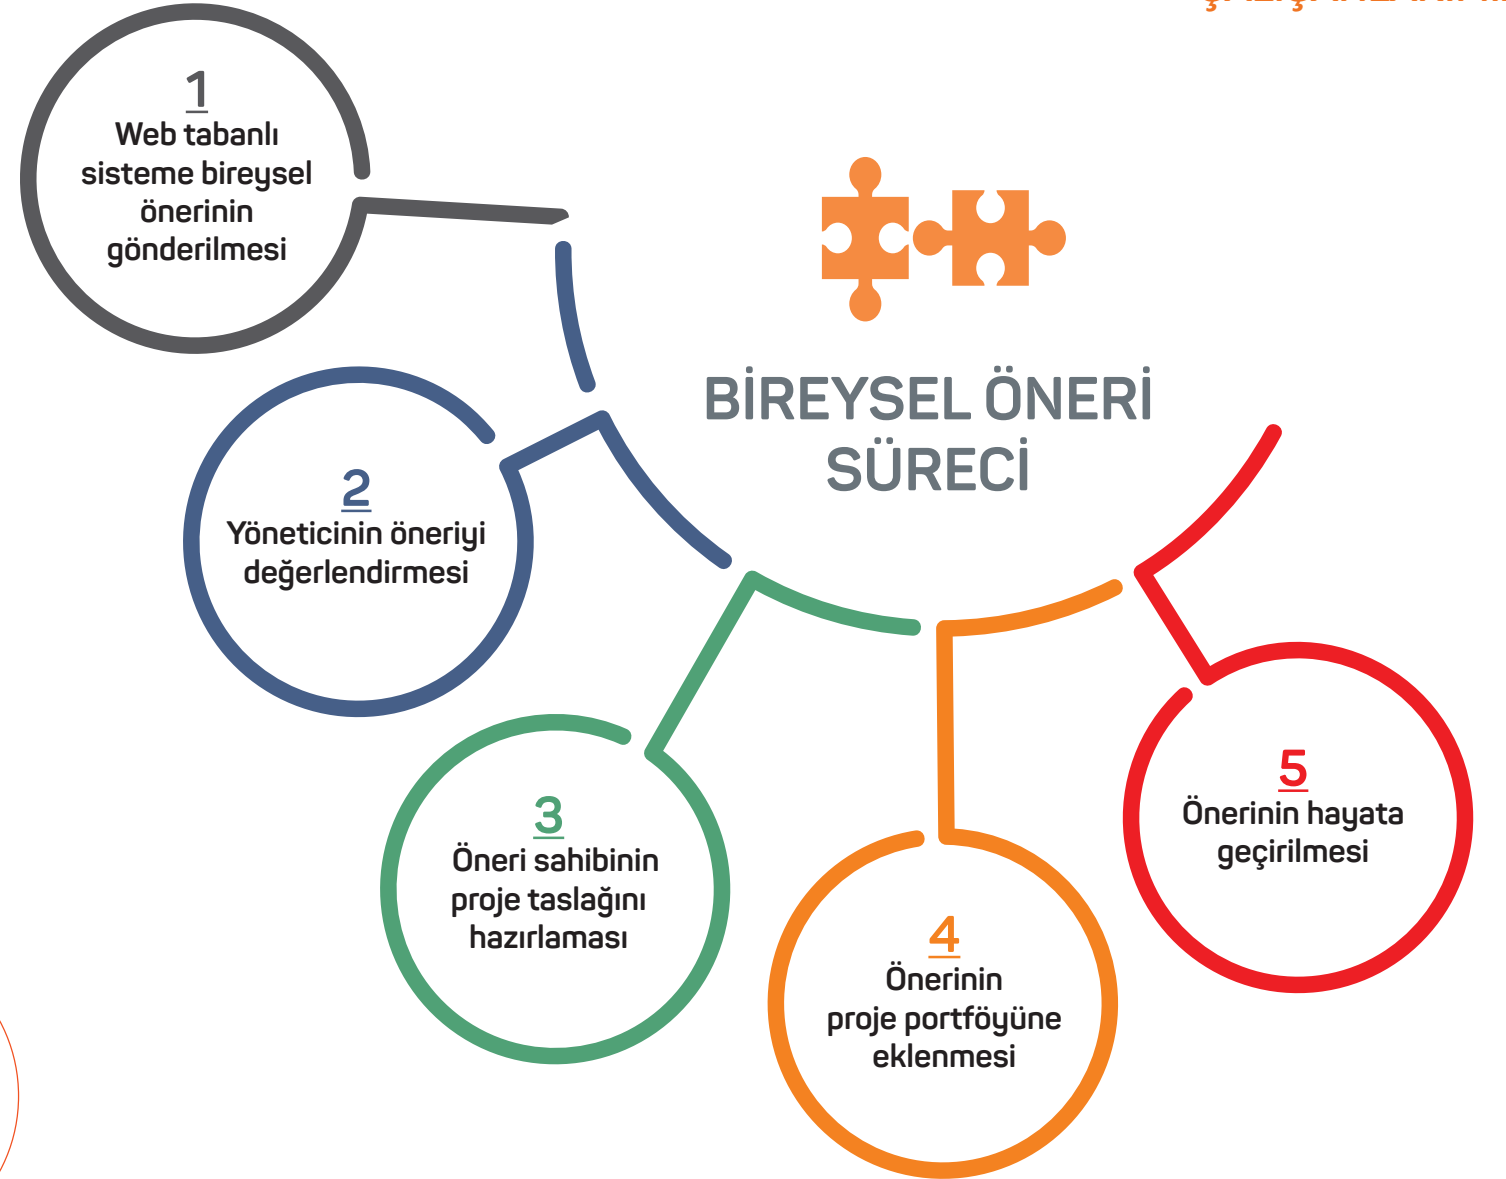 1
Web tabanlı
sisteme bireysel
önerinin
gönderilmesi
BİREYSEL ÖNERİ
SÜRECİ
2
Yöneticinin öneriyi
değerlendirmesi
3
Öneri sahibinin
proje taslağını
hazırlaması
4
Önerinin
proje portföyüne
eklenmesi
5
Önerinin hayata
geçirilmesi